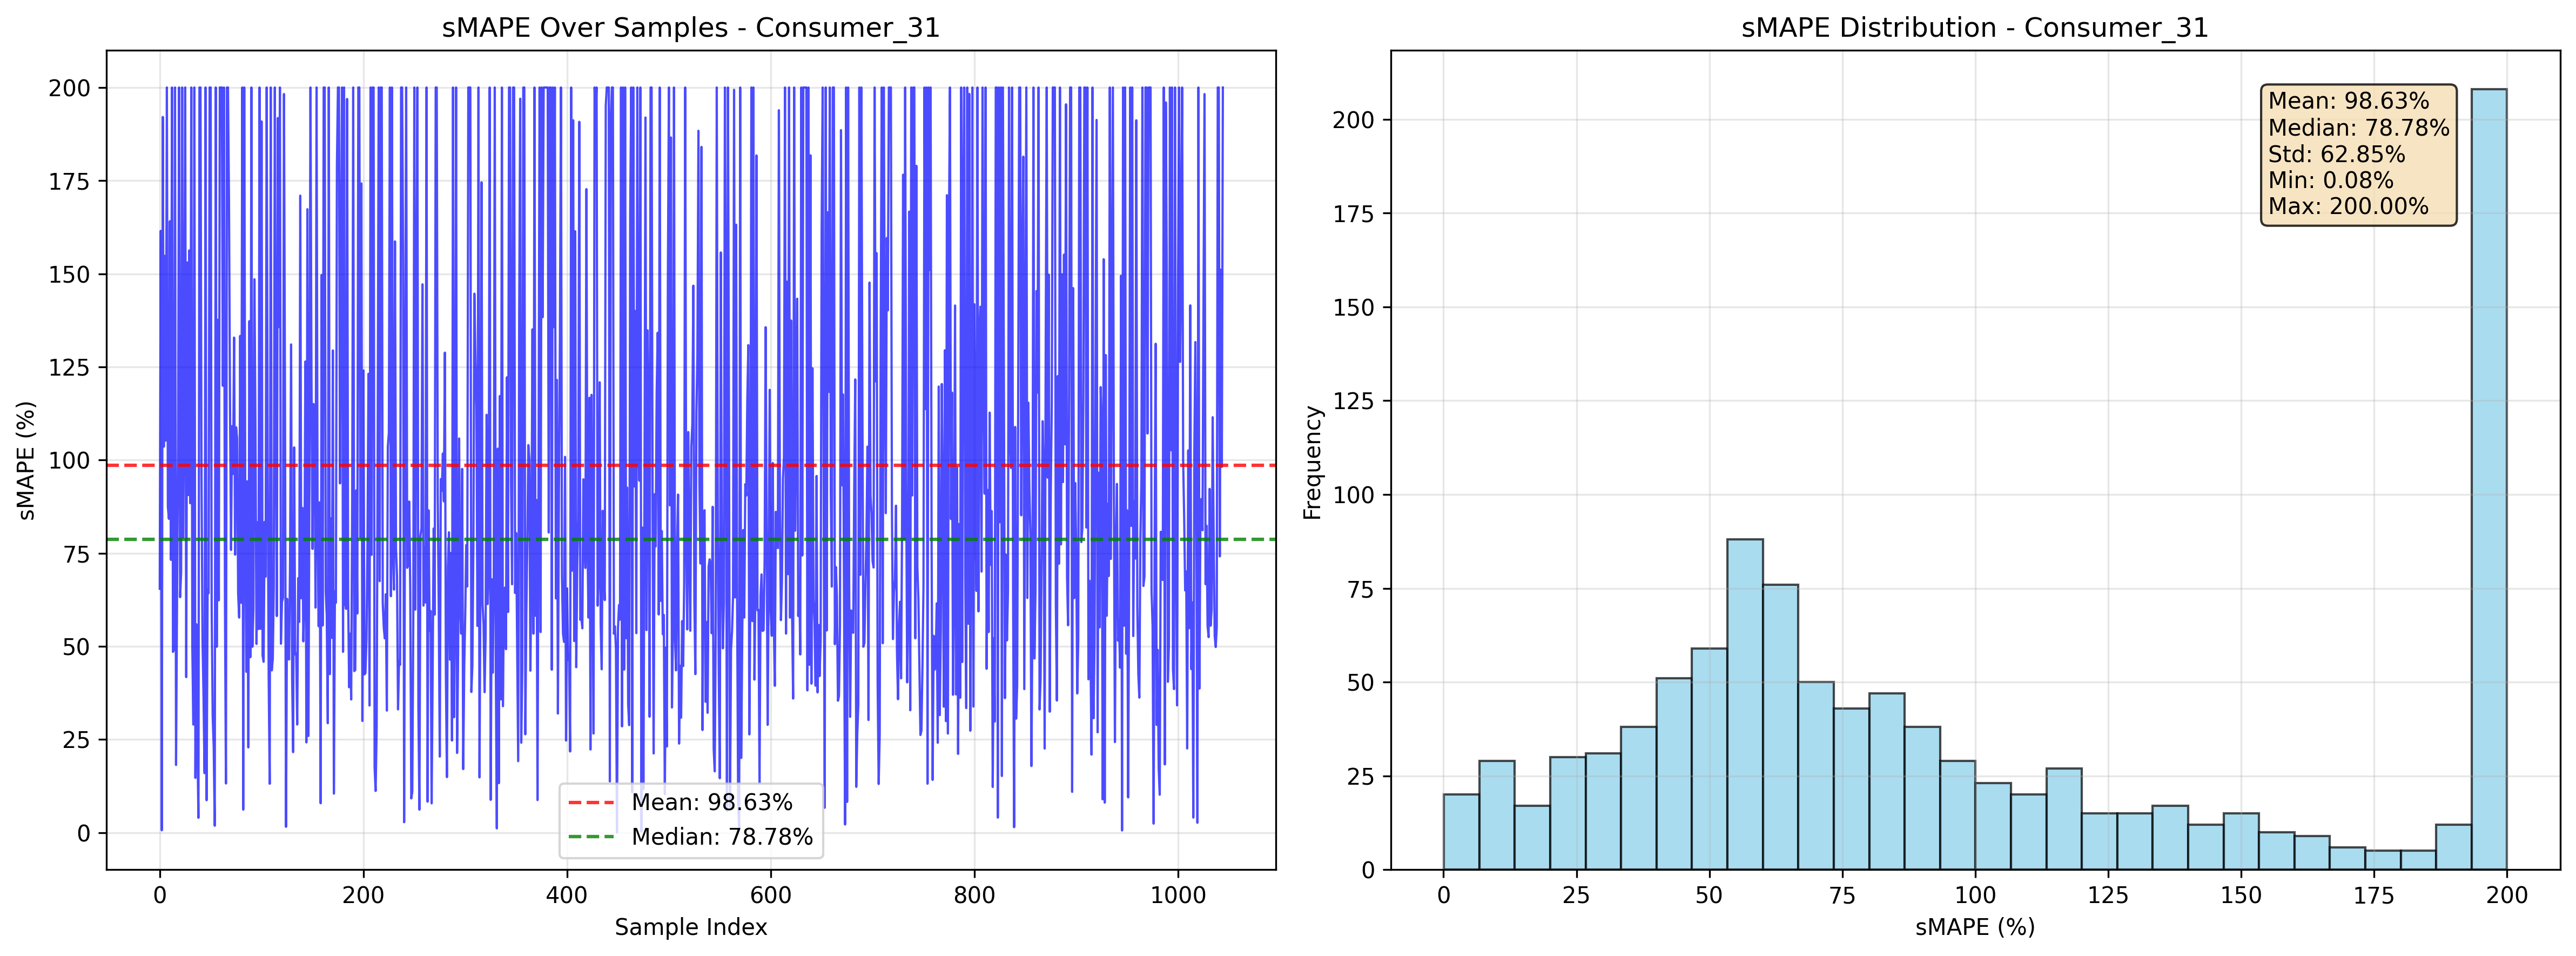 sMAPE Over Samples - Consumer_31
200
175
150
125
100
75
50
25
0
sMAPE (%)
Mean: 98.63%
Median: 78.78%
0
200
400
600
800
1000
Sample Index
sMAPE Distribution - Consumer_31
Mean: 98.63%
Median: 78.78%
Std: 62.85%
Min: 0.08%
Max: 200.00%
200
175
150
125
100
75
50
25
0
Frequency
0
25
50
75
100
125
150
175
200
sMAPE (%)